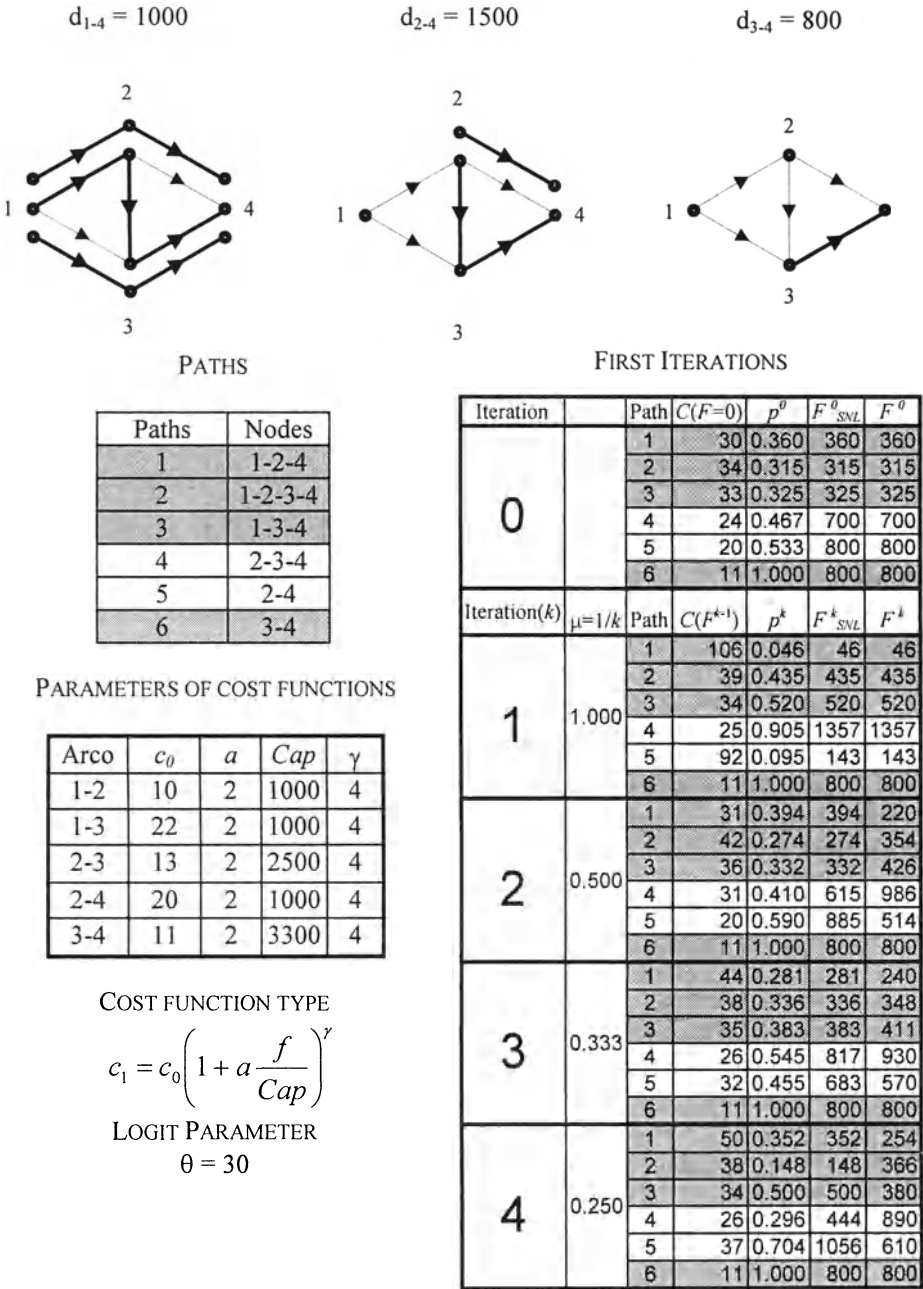 d1-4 = 1000
d2-4 = 1500
d3-4 = 800
2
1
4
3
2
1
4
3
2
1
3
PATHS
Paths Nodes
1 1-2-4
2 1-2-3-4
3 1-3-4
4 2-3-4
5 2-4
6 3-4
PARAMETERS OF COST FUNCTIONS
Arco c0 a Cap γ
1-2 10 2 1000 4
1-3 22 2 1000 4
2-3 13 2 2500 4
2-4 20 2 1000 4
3-4 11 2 3300 4
COST FUNCTION TYPE
c1 = c0(1 + a f/Cap)^γ
LOGIT PARAMETER
θ = 30
FIRST ITERATIONS
Iteration Path C(F=0) p^0 F^0_SNL F^0
0
1 30 0.360 360 360
2 34 0.315 315 315
3 33 0.325 325 325
4 24 0.467 700 700
5 20 0.533 800 800
6 11 1.000 800 800
Iteration(k) μ=1/k Path C(F^k-1) p^k F^k_SNL F^k
1 1.000
1 106 0.046 46 46
2 39 0.435 435 435
3 34 0.520 520 520
4 25 0.905 1357 1357
5 92 0.095 143 143
6 11 1.000 800 800
2 0.500
1 31 0.394 394 220
2 42 0.274 274 354
3 36 0.332 332 426
4 31 0.410 615 986
5 20 0.590 885 514
6 11 1.000 800 800
3 0.333
1 44 0.281 281 240
2 38 0.336 336 348
3 35 0.383 383 411
4 26 0.545 817 930
5 32 0.455 683 570
6 11 1.000 800 800
4 0.250
1 50 0.352 352 254
2 38 0.148 148 366
3 34 0.500 500 380
4 26 0.296 444 890
5 37 0.704 1056 610
6 11 1.000 800 800